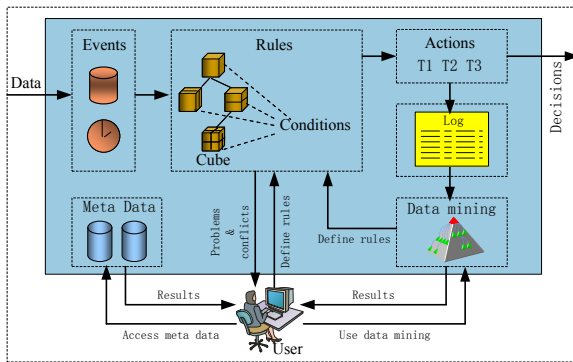 Events
Rules
Actions
T1 T2 T3
Data
Decisions
Log
Conditions
Cube
Meta Data
Problems
&
conflicts
Define rules
Define rules
Data mining
Results
Results
Access meta data
User
Use data mining